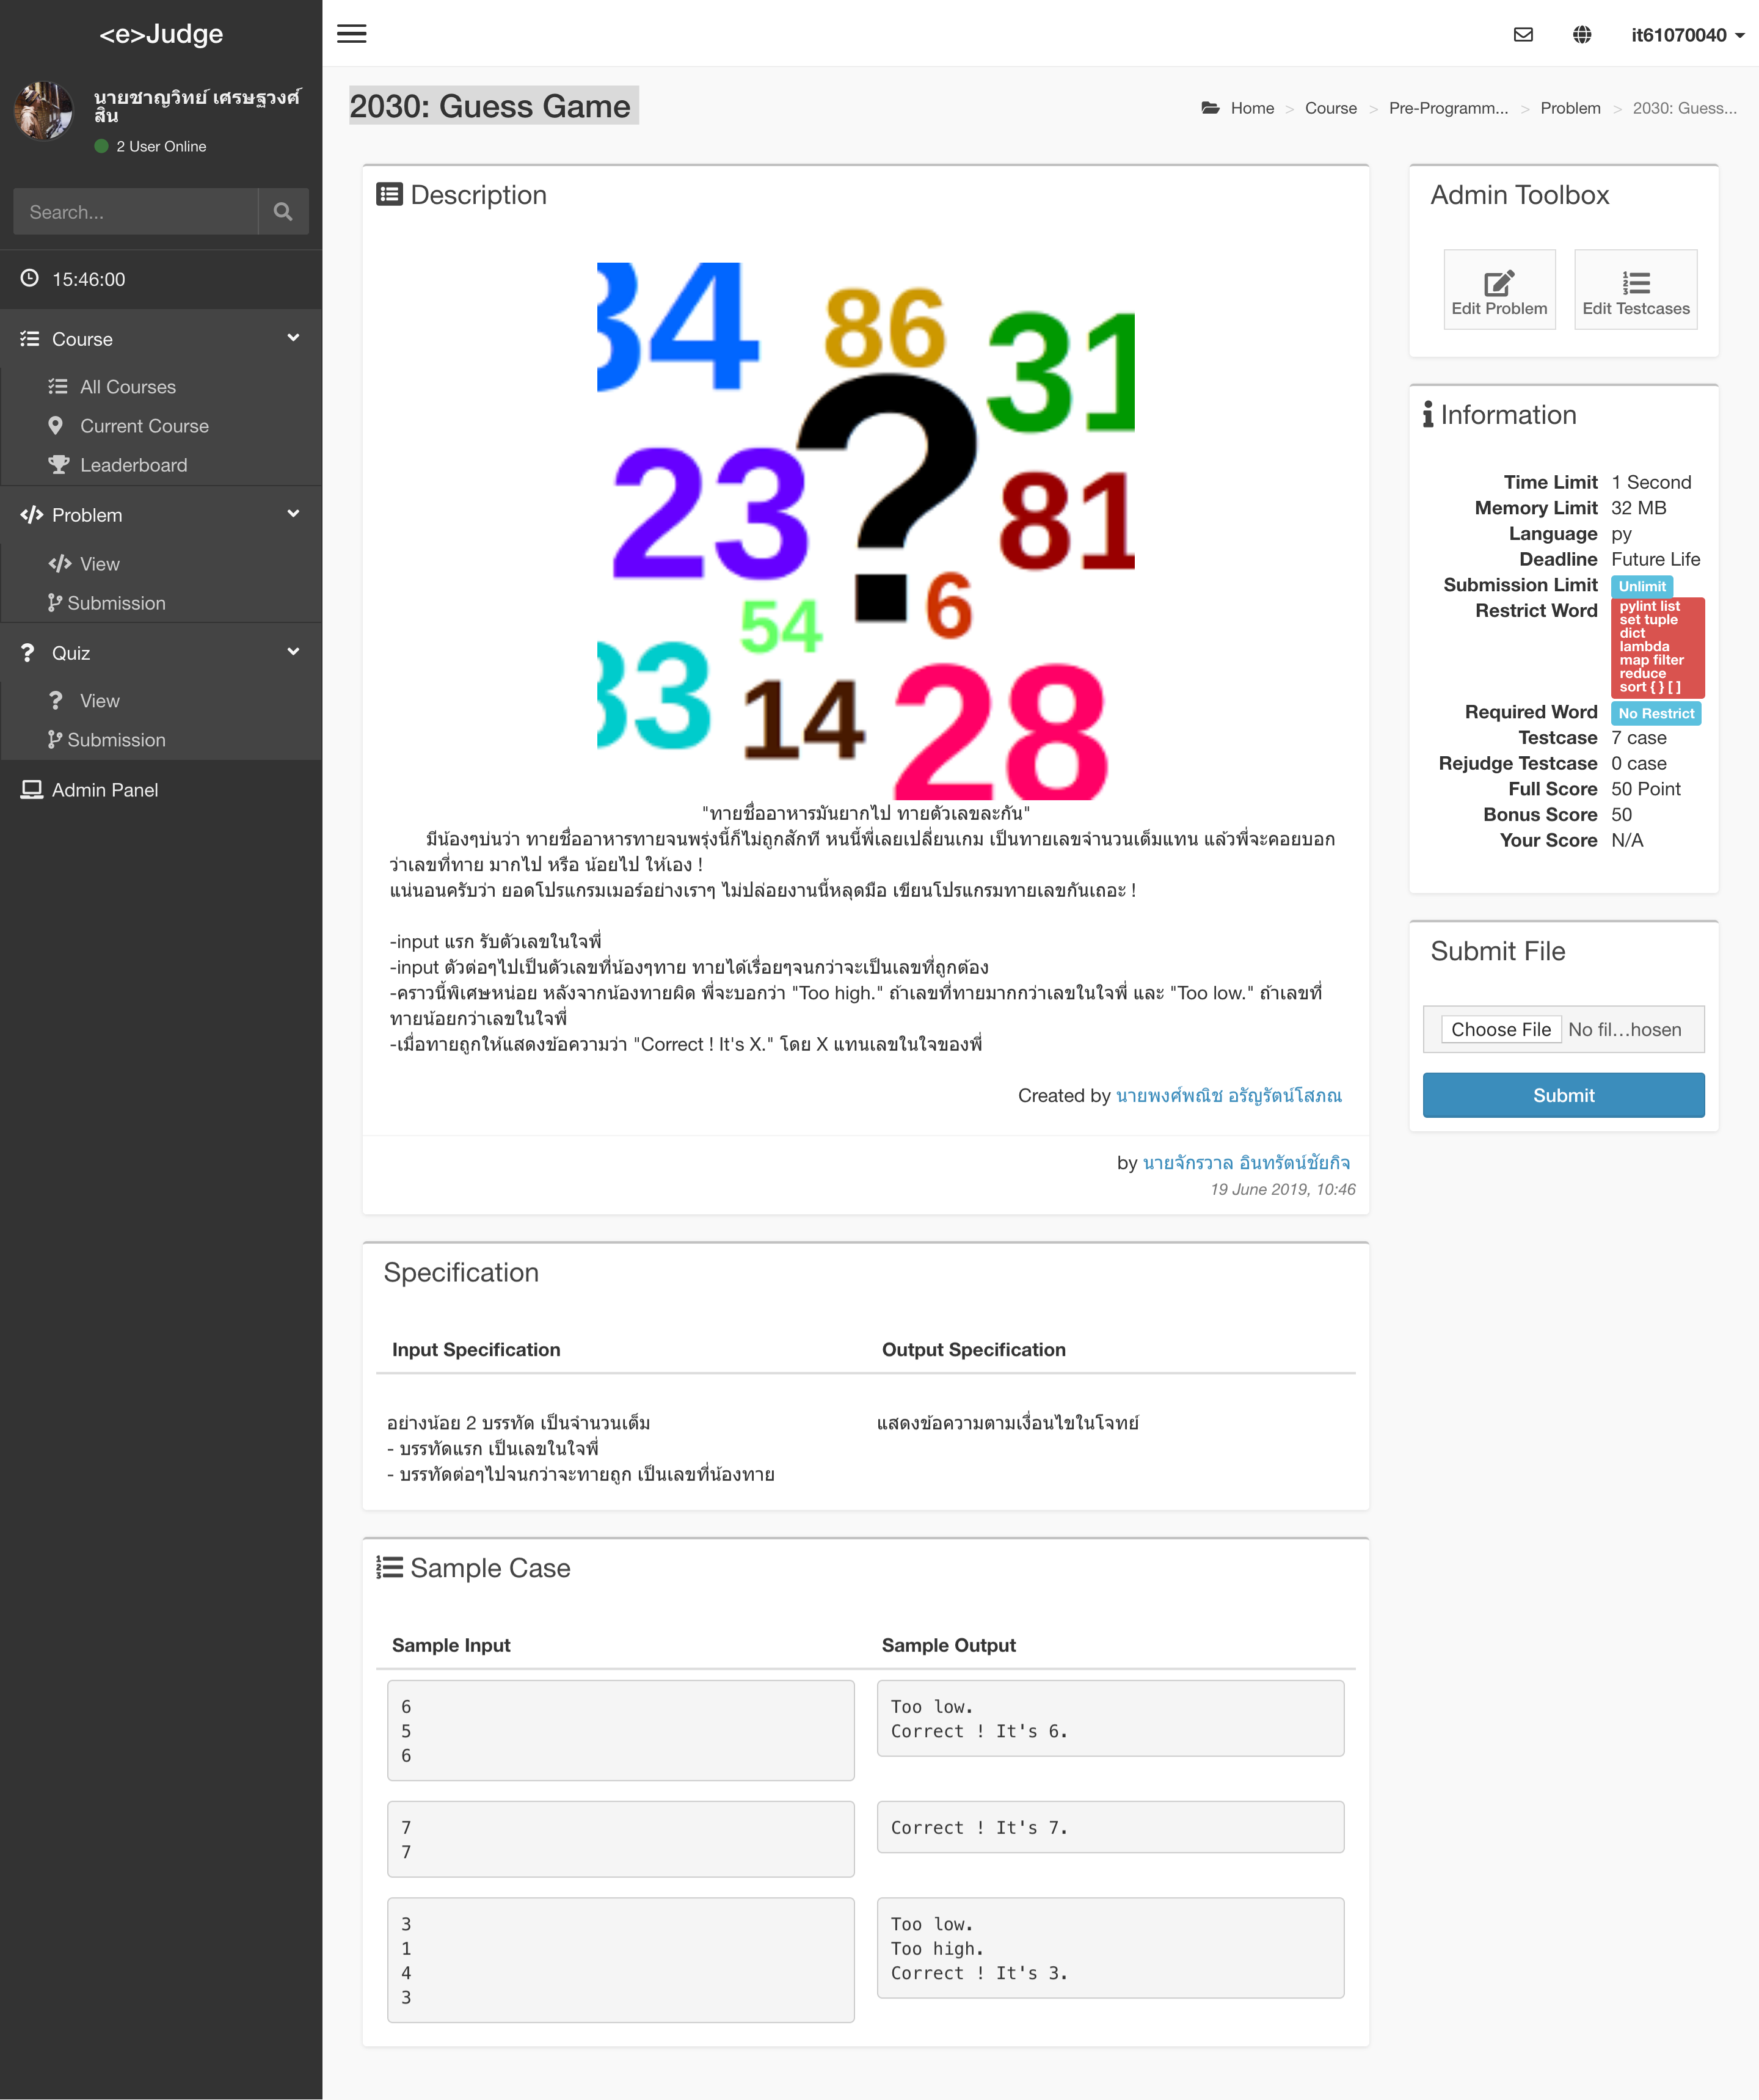 <e>Judge
นายชาญวิทย์ เศรษฐวงศ์
สิน
2 User Online
Search...
15:46:00
Course
All Courses
Current Course
Leaderboard
Problem
View
Submission
Quiz
View
Submission
Admin Panel
it61070040
2030: Guess Game
Home > Course > Pre-Programm... > Problem > 2030: Guess...
Description
34 86 31
23 ? 81
54 6
33 14 28
"ทายชื่ออาหารมันยากไป ทายตัวเลขละกัน"
มีน้องๆบ่นว่า ทายชื่ออาหารทายจนพรุ่งนี้ก็ไม่ถูกสักที หนนี้พี่เลยเปลี่ยนเกม เป็นทายเลขจำนวนเต็มแทน แล้วพี่จะคอยบอก
ว่าเลขที่ทาย มากไป หรือ น้อยไป ให้เอง !
แน่นอนครับว่า ยอดโปรแกรมเมอร์อย่างเราๆ ไม่ปล่อยงานนี้หลุดมือ เขียนโปรแกรมทายเลขกันเถอะ !
-input แรก รับตัวเลขในใจพี่
-input ตัวต่อๆไปเป็นตัวเลขที่น้องๆทาย ทายได้เรื่อยๆจนกว่าจะเป็นเลขที่ถูกต้อง
-คราวนี้พิเศษหน่อย หลังจากน้องทายผิด พี่จะบอกว่า "Too high." ถ้าเลขที่ทายมากกว่าเลขในใจพี่ และ "Too low." ถ้าเลขที่
ทายน้อยกว่าเลขในใจพี่
-เมื่อทายถูกให้แสดงข้อความว่า "Correct ! It's X." โดย X แทนเลขในใจของพี่
Created by นายพงศ์พณิช อรัญรัตน์โสภณ
by นายจักรวาล อินทรัตน์ชัยกิจ
19 June 2019, 10:46
Specification
Input Specification
Output Specification
อย่างน้อย 2 บรรทัด เป็นจำนวนเต็ม
- บรรทัดแรก เป็นเลขในใจพี่
- บรรทัดต่อๆไปจนกว่าจะทายถูก เป็นเลขที่น้องทาย
แสดงข้อความตามเงื่อนไขในโจทย์
Sample Case
Sample Input
Sample Output
6
5
6
Too low.
Correct ! It's 6.
7
7
Correct ! It's 7.
3
1
4
3
Too low.
Too high.
Correct ! It's 3.
Admin Toolbox
Edit Problem
Edit Testcases
Information
Time Limit 1 Second
Memory Limit 32 MB
Language py
Deadline Future Life
Submission Limit Unlimit
Restrict Word pylint list
set tuple
dict
lambda
map filter
reduce
sort { } [ ]
Required Word No Restrict
Testcase 7 case
Rejudge Testcase 0 case
Full Score 50 Point
Bonus Score 50
Your Score N/A
Submit File
Choose File No fil...hosen
Submit